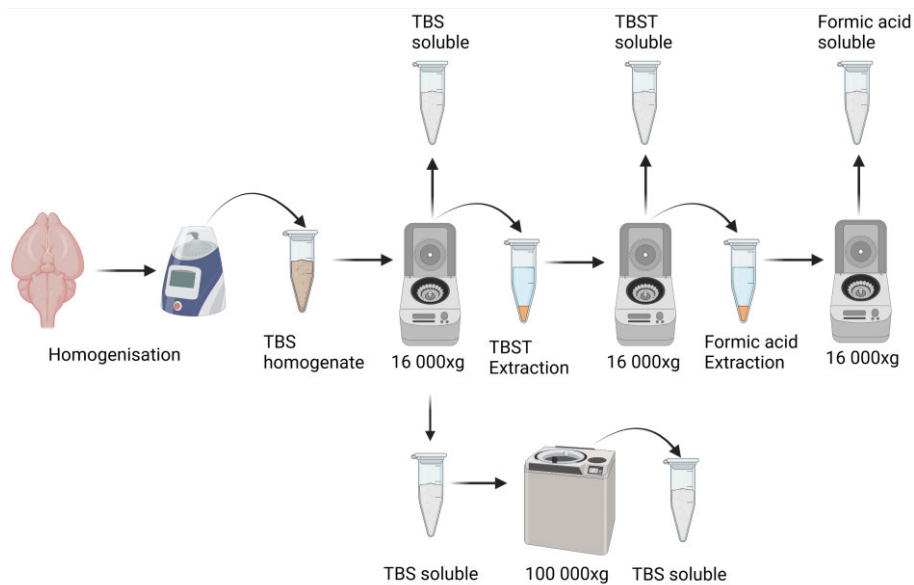 TBS
soluble
TBST
soluble
Formic acid
soluble
Homogenisation
TBS
homogenate
16 000xg
TBST
Extraction
16 000xg
Formic acid
Extraction
16 000xg
TBS soluble
100 000xg
TBS soluble